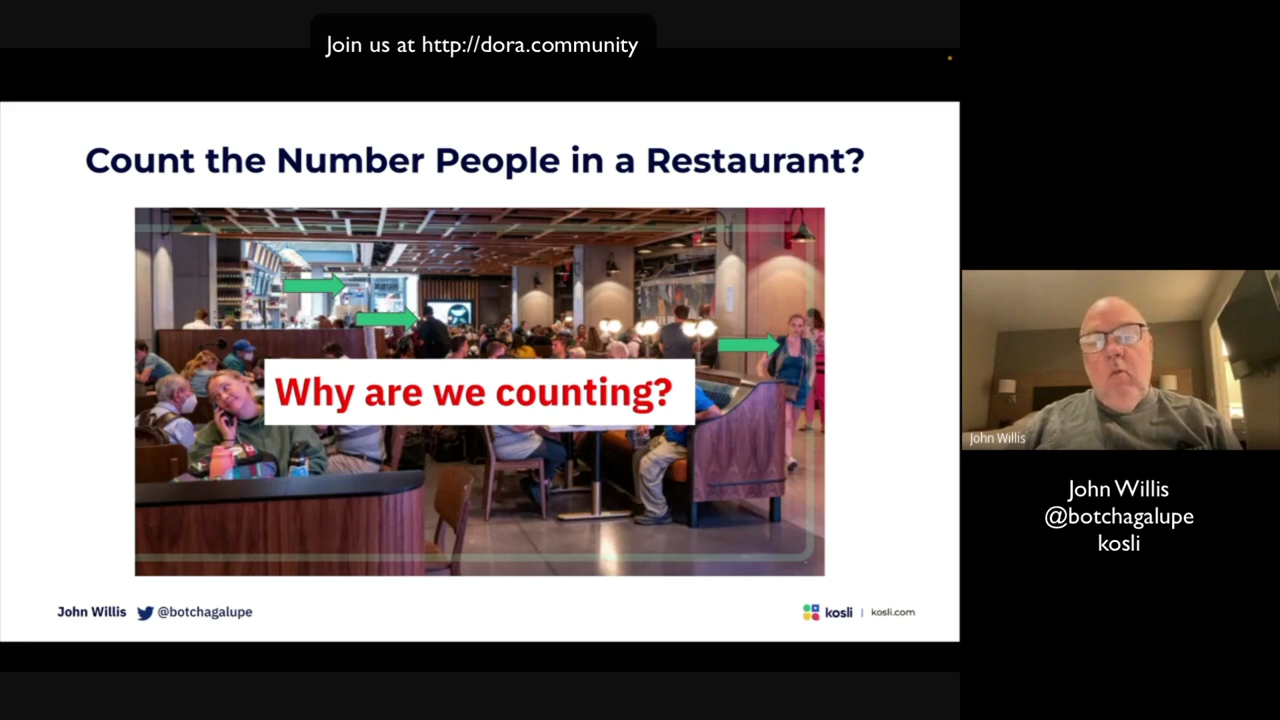 Join us at http://dora.community
Count the Number People in a Restaurant?
Why are we counting?
John Willis @botchagalupe
kosli | kosli.com
John Willis
John Willis
@botchagalupe
kosli